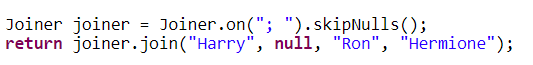 Joiner joiner = Joiner.on("; ").skipNulls();
return joiner.join("Harry", null, "Ron", "Hermione");